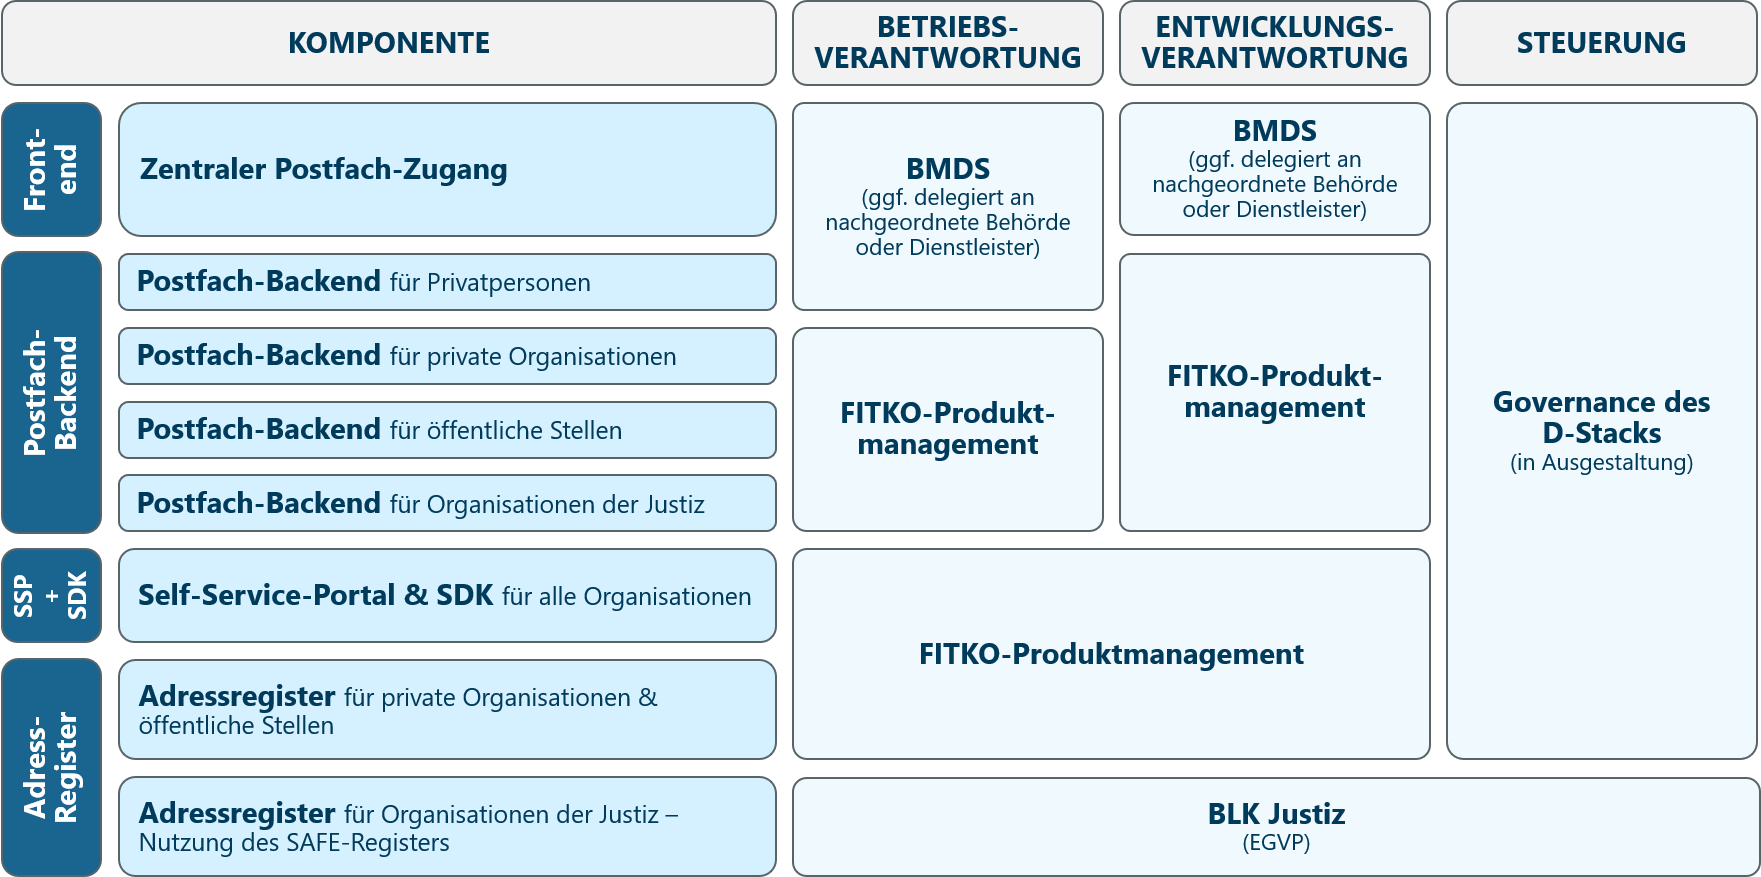 KOMPONENTE
BETRIEBS-
VERANTWORTUNG
ENTWICKLUNGS-
VERANTWORTUNG
STEUERUNG
Front-
end
Zentraler Postfach-Zugang
BMDS
(ggf. delegiert an
nachgeordnete Behörde
oder Dienstleister)
BMDS
(ggf. delegiert an
nachgeordnete Behörde
oder Dienstleister)
Postfach-
Backend
Postfach-Backend für Privatpersonen
Postfach-Backend für private Organisationen
Postfach-Backend für öffentliche Stellen
Postfach-Backend für Organisationen der Justiz
FITKO-Produkt-
management
FITKO-Produkt-
management
Governance des
D-Stacks
(in Ausgestaltung)
SSP
+
SDK
Self-Service-Portal & SDK für alle Organisationen
FITKO-Produktmanagement
Adress-
Register
Adressregister für private Organisationen &
öffentliche Stellen
Adressregister für Organisationen der Justiz –
Nutzung des SAFE-Registers
BLK Justiz
(EGVP)